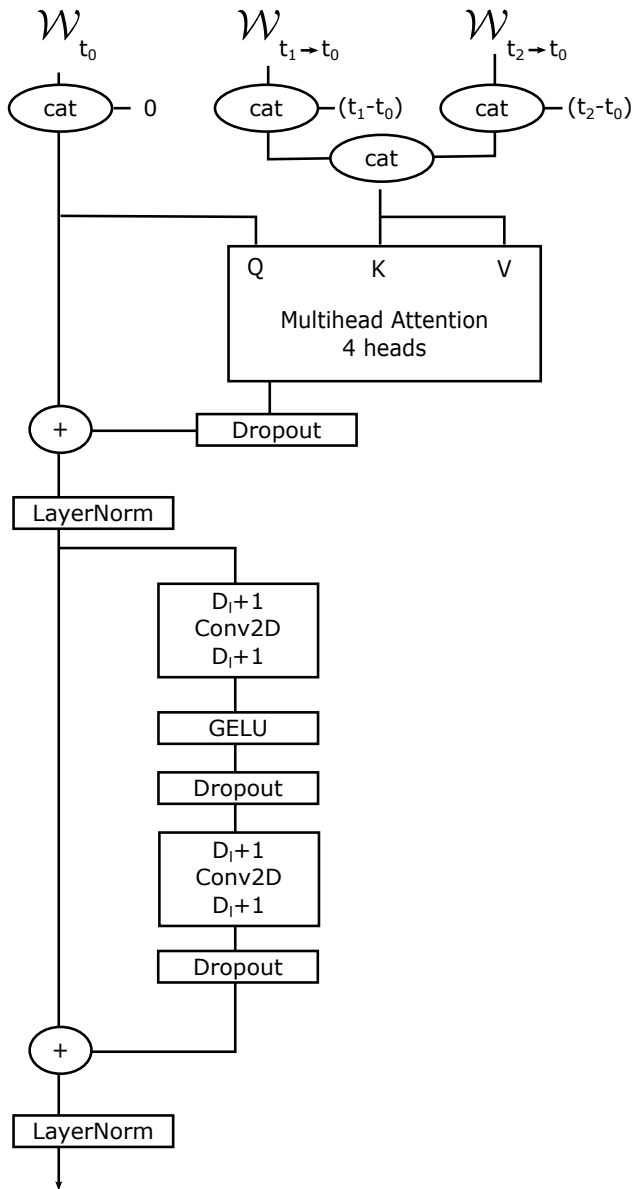 𝒲t₀ 𝒲t₁→t₀ 𝒲t₂→t₀
cat 0 cat (t₁-t₀) cat (t₂-t₀)
cat
Q K V
Multihead Attention
4 heads
+ Dropout
LayerNorm
Dₗ+1
Conv2D
Dₗ+1
GELU
Dropout
Dₗ+1
Conv2D
Dₗ+1
Dropout
+
LayerNorm